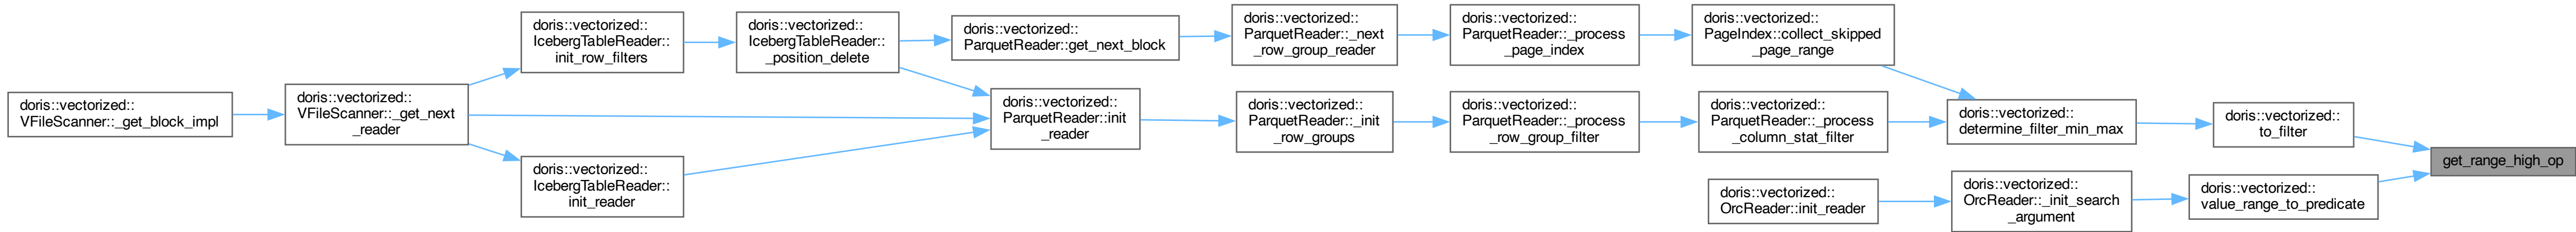 doris::vectorized::
VFileScanner::_get_block_impl
doris::vectorized::
VFileScanner::_get_next
_reader
doris::vectorized::
IcebergTableReader::
init_row_filters
doris::vectorized::
IcebergTableReader::
_position_delete
doris::vectorized::
ParquetReader::get_next_block
doris::vectorized::
ParquetReader::_next
_row_group_reader
doris::vectorized::
ParquetReader::_process
_page_index
doris::vectorized::
PageIndex::collect_skipped
_page_range
doris::vectorized::
ParquetReader::init
_reader
doris::vectorized::
ParquetReader::_init
_row_groups
doris::vectorized::
ParquetReader::_process
_row_group_filter
doris::vectorized::
ParquetReader::_process
_column_stat_filter
doris::vectorized::
determine_filter_min_max
doris::vectorized::
to_filter
get_range_high_op
doris::vectorized::
IcebergTableReader::
init_reader
doris::vectorized::
OrcReader::init_reader
doris::vectorized::
OrcReader::_init_search
_argument
doris::vectorized::
value_range_to_predicate